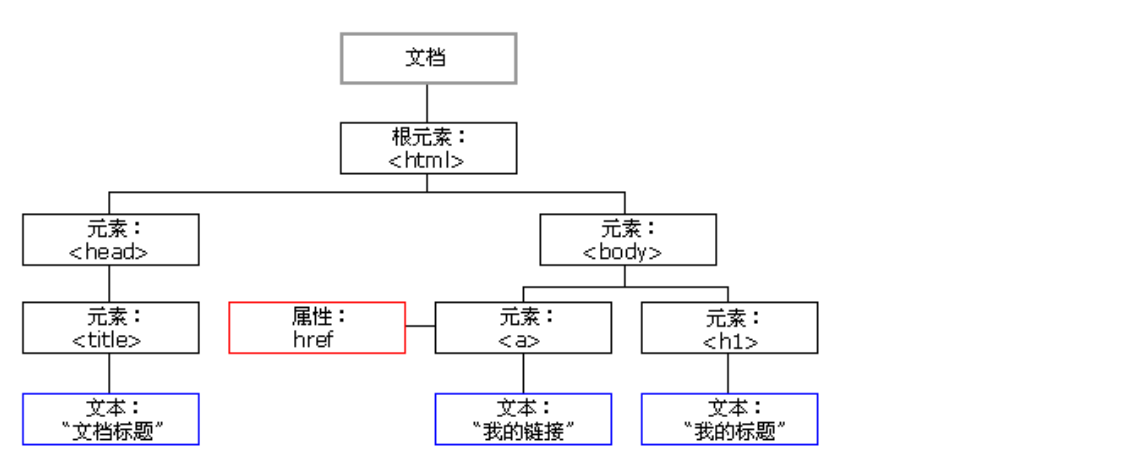 文档
根元素：
<html>
元素：
<head>
元素：
<body>
元素：
<title>
属性：
href
元素：
<a>
元素：
<h1>
文本：
“文档标题”
文本：
“我的链接”
文本：
“我的标题”